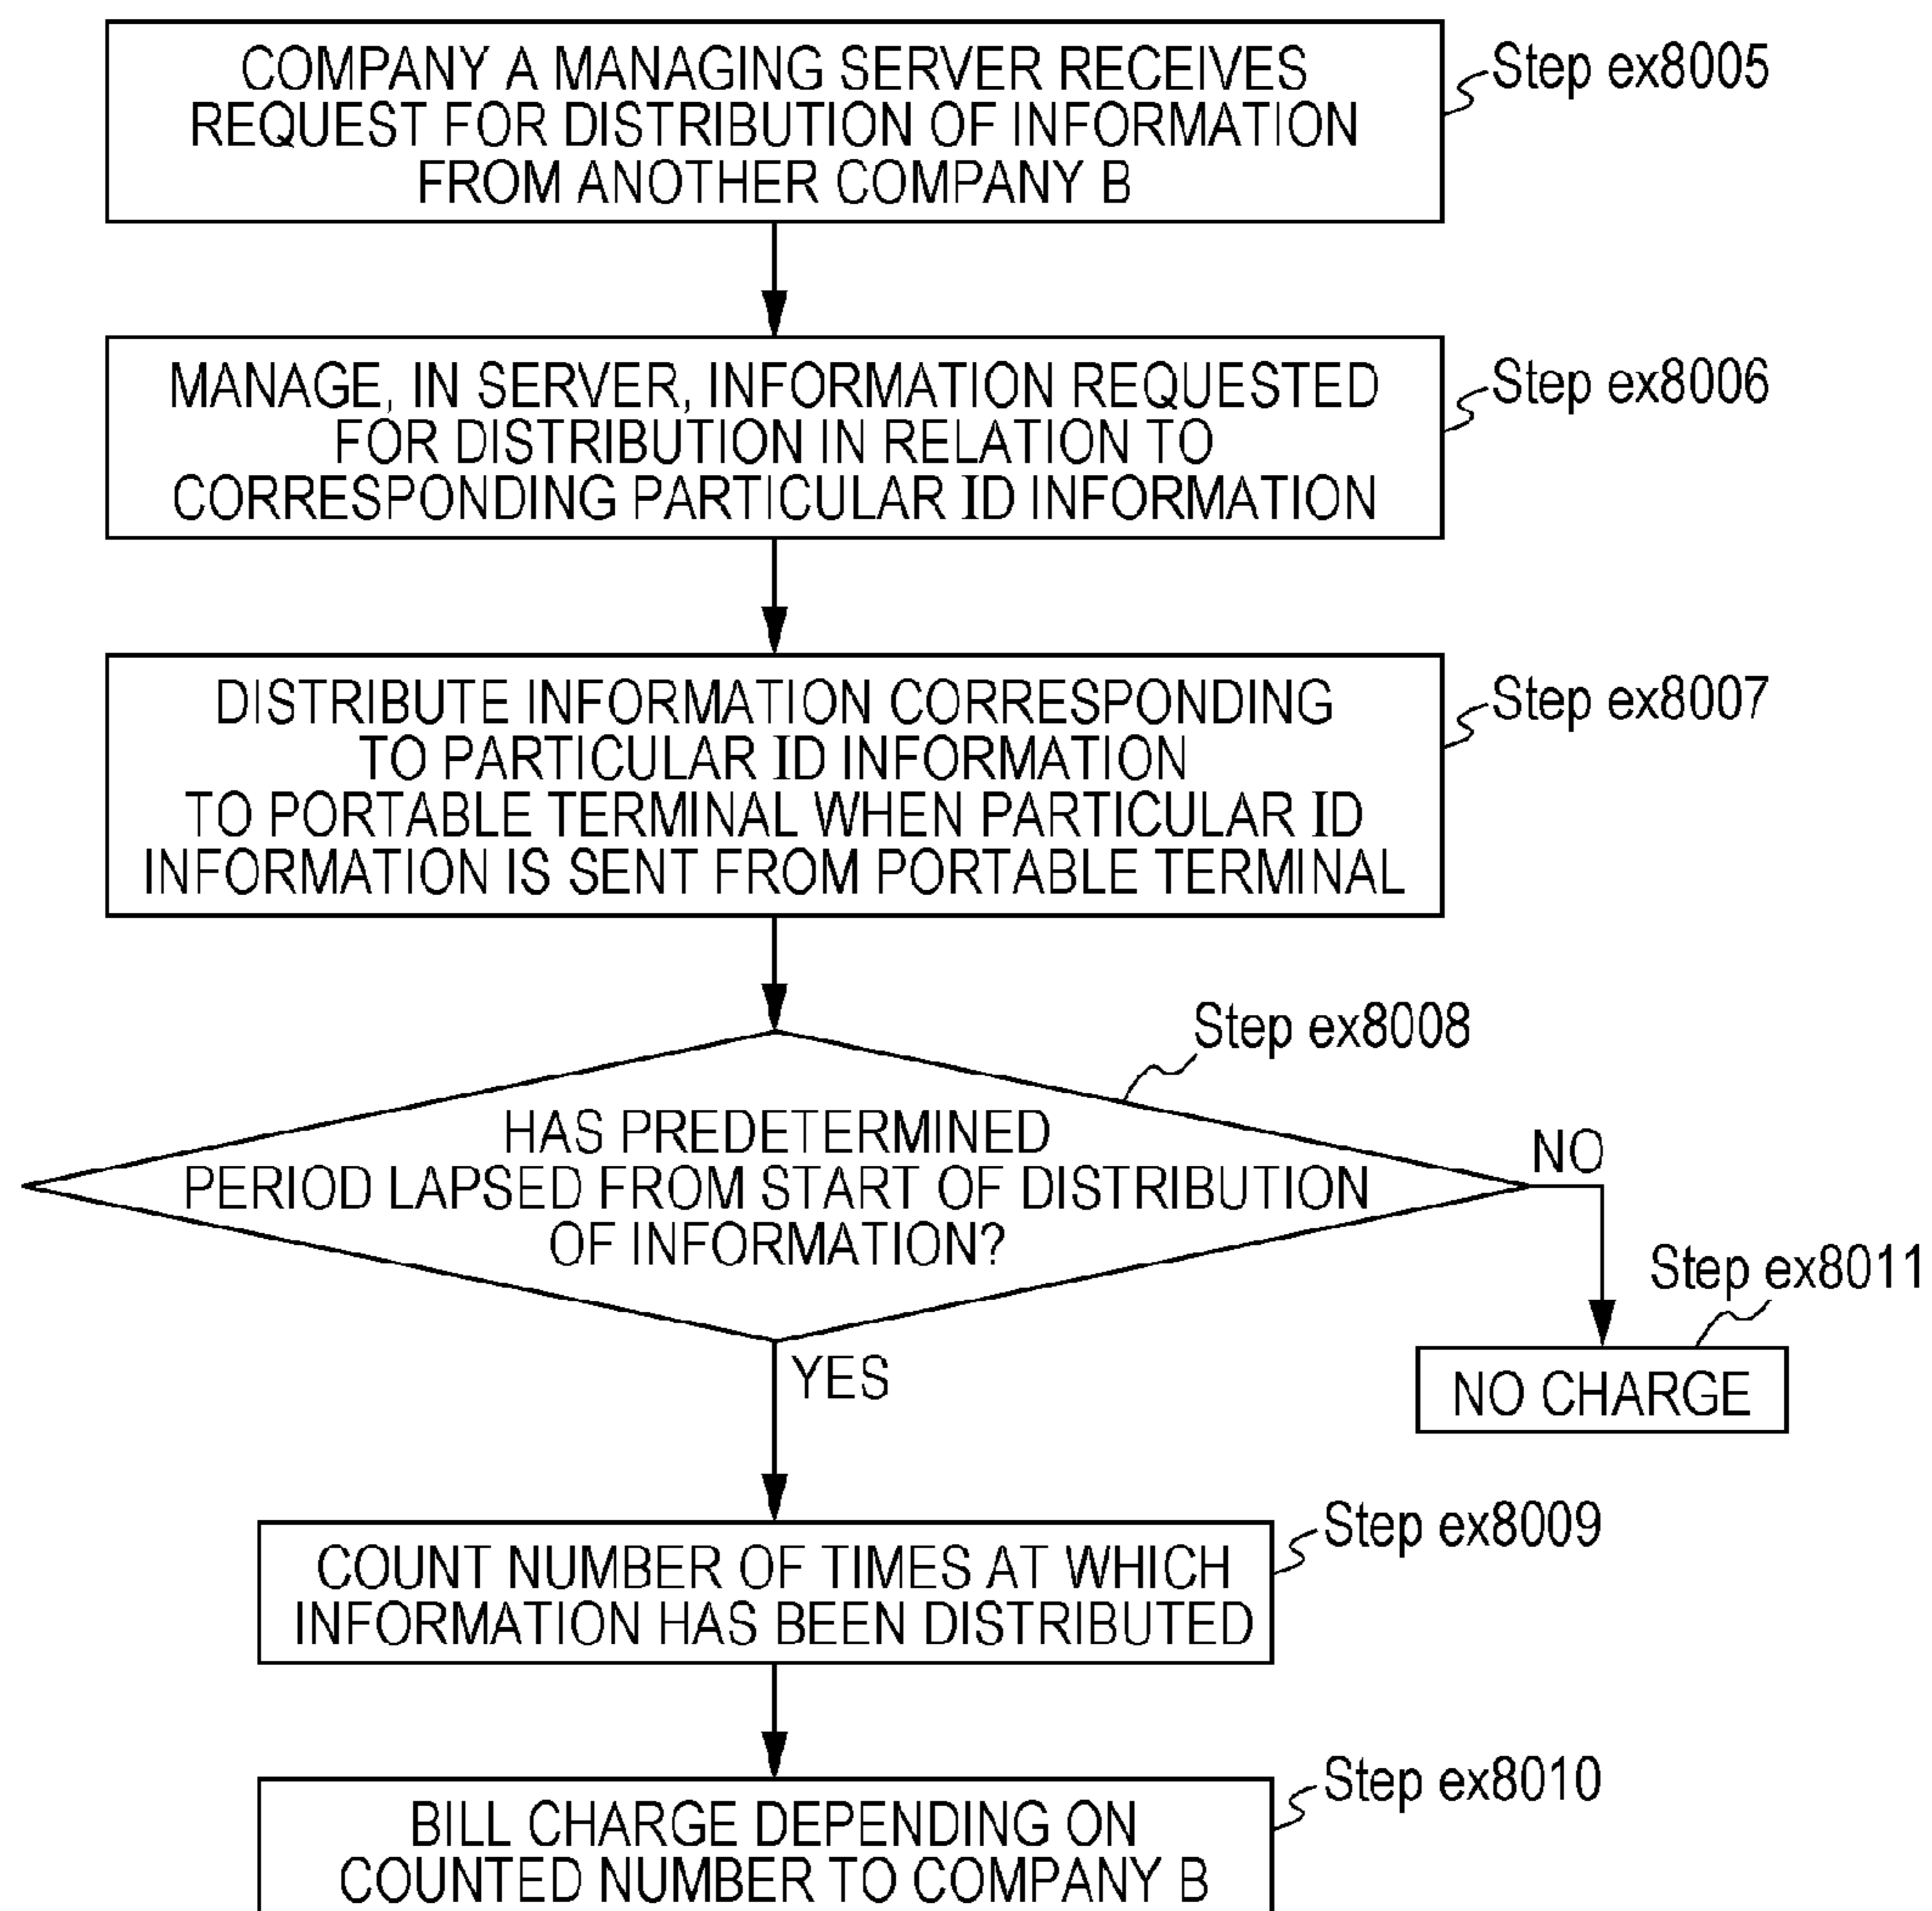 COMPANY A MANAGING SERVER RECEIVES
REQUEST FOR DISTRIBUTION OF INFORMATION
FROM ANOTHER COMPANY B
Step ex8005
MANAGE, IN SERVER, INFORMATION REQUESTED
FOR DISTRIBUTION IN RELATION TO
CORRESPONDING PARTICULAR ID INFORMATION
Step ex8006
DISTRIBUTE INFORMATION CORRESPONDING
TO PARTICULAR ID INFORMATION
TO PORTABLE TERMINAL WHEN PARTICULAR ID
INFORMATION IS SENT FROM PORTABLE TERMINAL
Step ex8007
Step ex8008
HAS PREDETERMINED
PERIOD LAPSED FROM START OF DISTRIBUTION
OF INFORMATION?
NO
Step ex8011
NO CHARGE
YES
COUNT NUMBER OF TIMES AT WHICH
INFORMATION HAS BEEN DISTRIBUTED
Step ex8009
BILL CHARGE DEPENDING ON
COUNTED NUMBER TO COMPANY B
Step ex8010